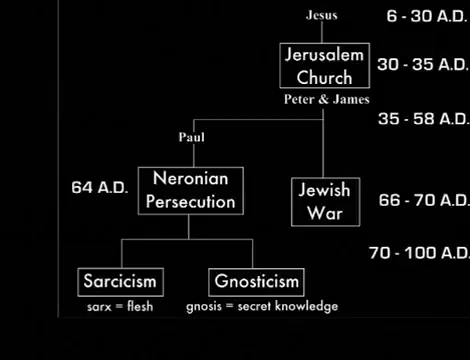 Jesus
6 - 30 A.D.
Jerusalem
Church
30 - 35 A.D.
Peter & James
35 - 58 A.D.
Paul
64 A.D.
Neronian
Persecution
Jewish
War
66 - 70 A.D.
70 - 100 A.D.
Sarcicism
Gnosticism
sarx = flesh
gnosis = secret knowledge